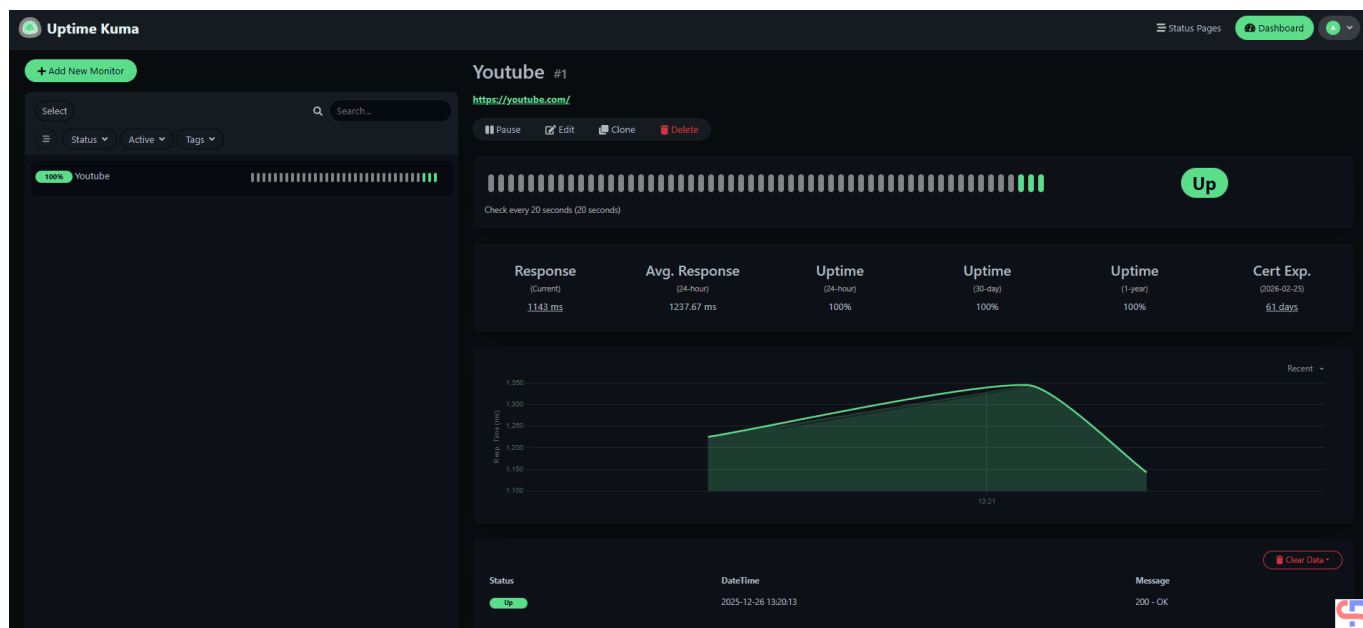 Uptime Kuma
Status Pages
Dashboard
A
Add New Monitor
Select
Search...
Status
Active
Tags
100% Youtube
Youtube #1
https://youtube.com/
Pause Edit Clone Delete
Up
Check every 20 seconds (20 seconds)
Response
(Current)
1143 ms
Avg. Response
(24-hour)
1237.67 ms
Uptime
(24-hour)
100%
Uptime
(30-day)
100%
Uptime
(1-year)
100%
Cert Exp.
(2026-02-25)
61 days
Recent
Resp. Time (ms)
1,350
1,300
1,250
1,200
1,150
1,100
13:21
Clear Data
Status DateTime Message
Up 2025-12-26 13:20:13 200 - OK